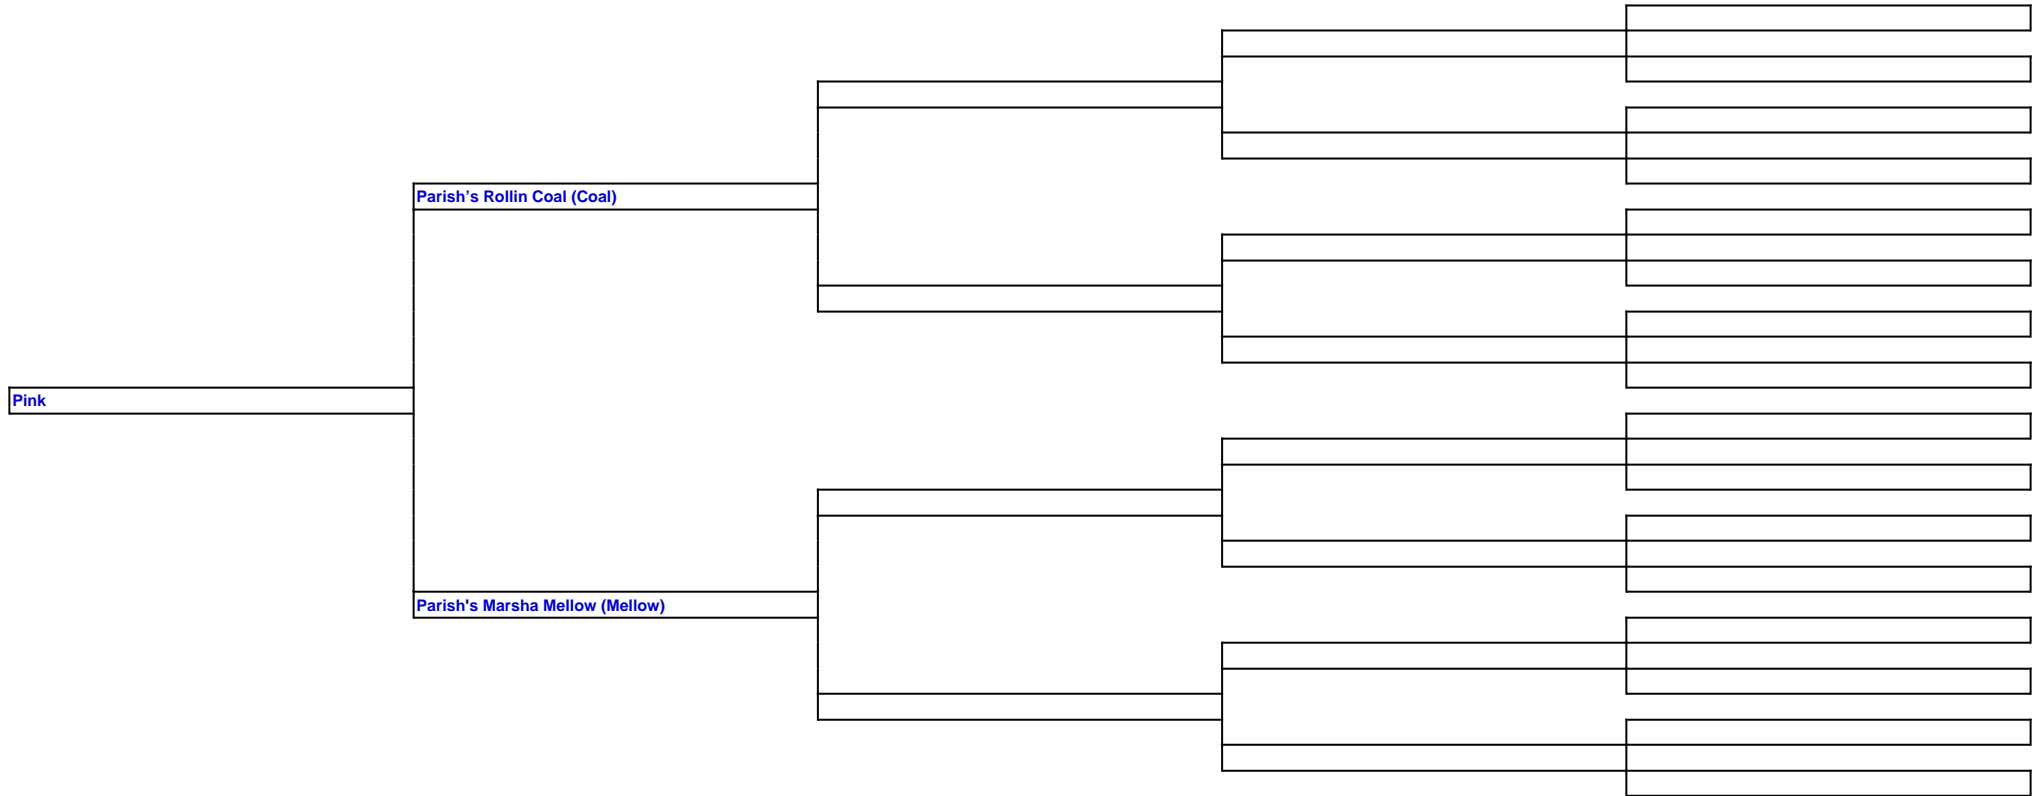 Parish’s Rollin Coal (Coal)
Pink
Parish's Marsha Mellow (Mellow)